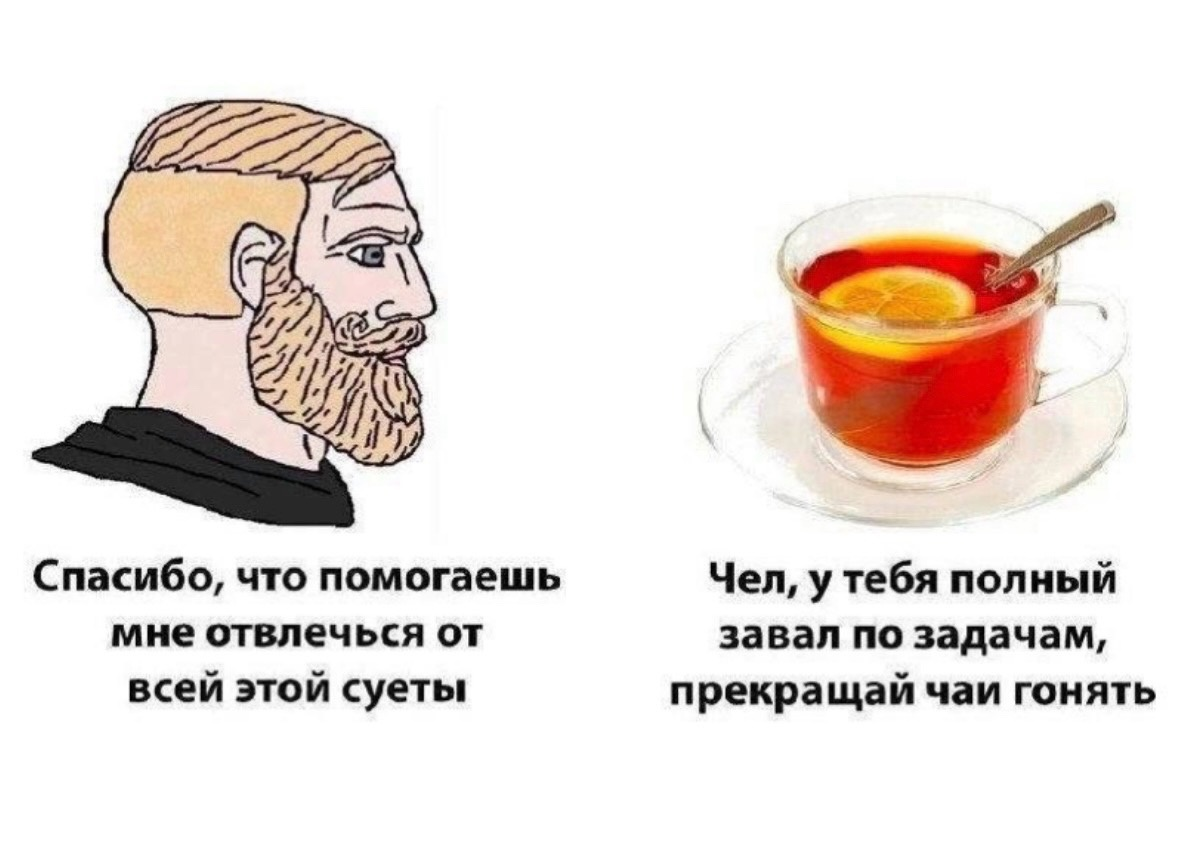 Спасибо, что помогаешь
мне отвлечься от
всей этой суеты
Чел, у тебя полный
завал по задачам,
прекращай чаи гонять